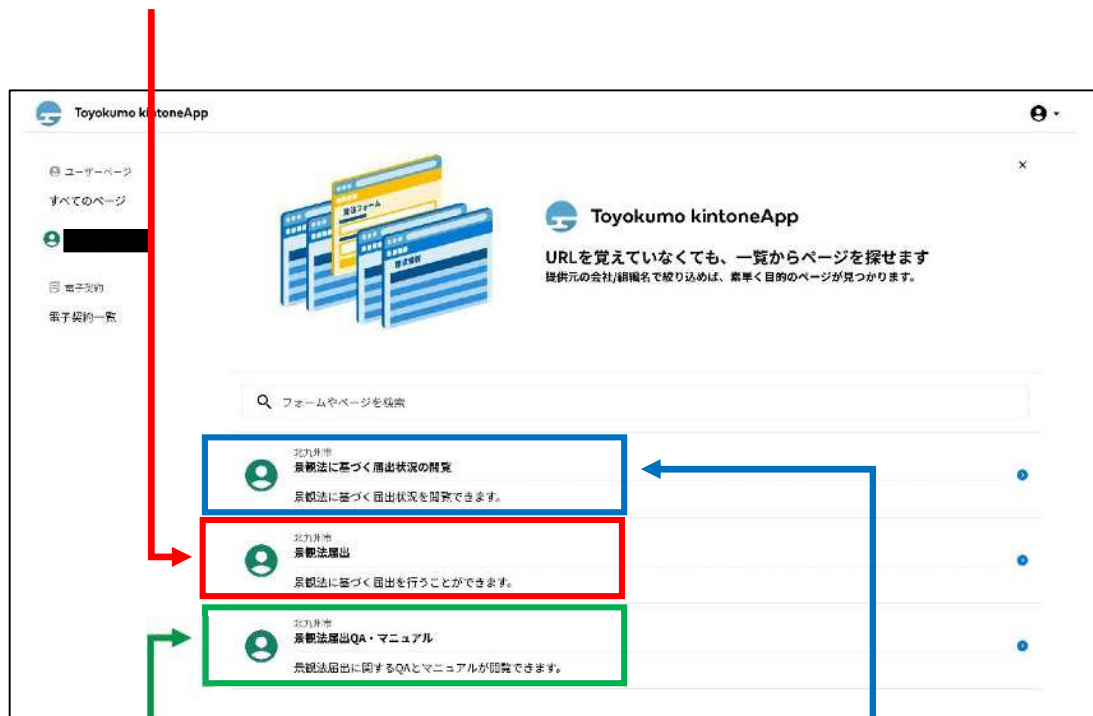 Toyokumo kintoneApp
ユーザーページ
すべてのページ
電子契約
電子契約一覧
Toyokumo kintoneApp
URLを覚えていなくても、一覧からページを探せます
提供元の会社/組織名で絞り込めば、素早く目的のページが見つかります。
フォームやページを検索
北九州市
景観法に基づく届出状況の閲覧
景観法に基づく届出状況を閲覧できます。
北九州市
景観法届出
景観法に基づく届出を行うことができます。
北九州市
景観法届出QA・マニュアル
景観法届出に関するQAとマニュアルが閲覧できます。